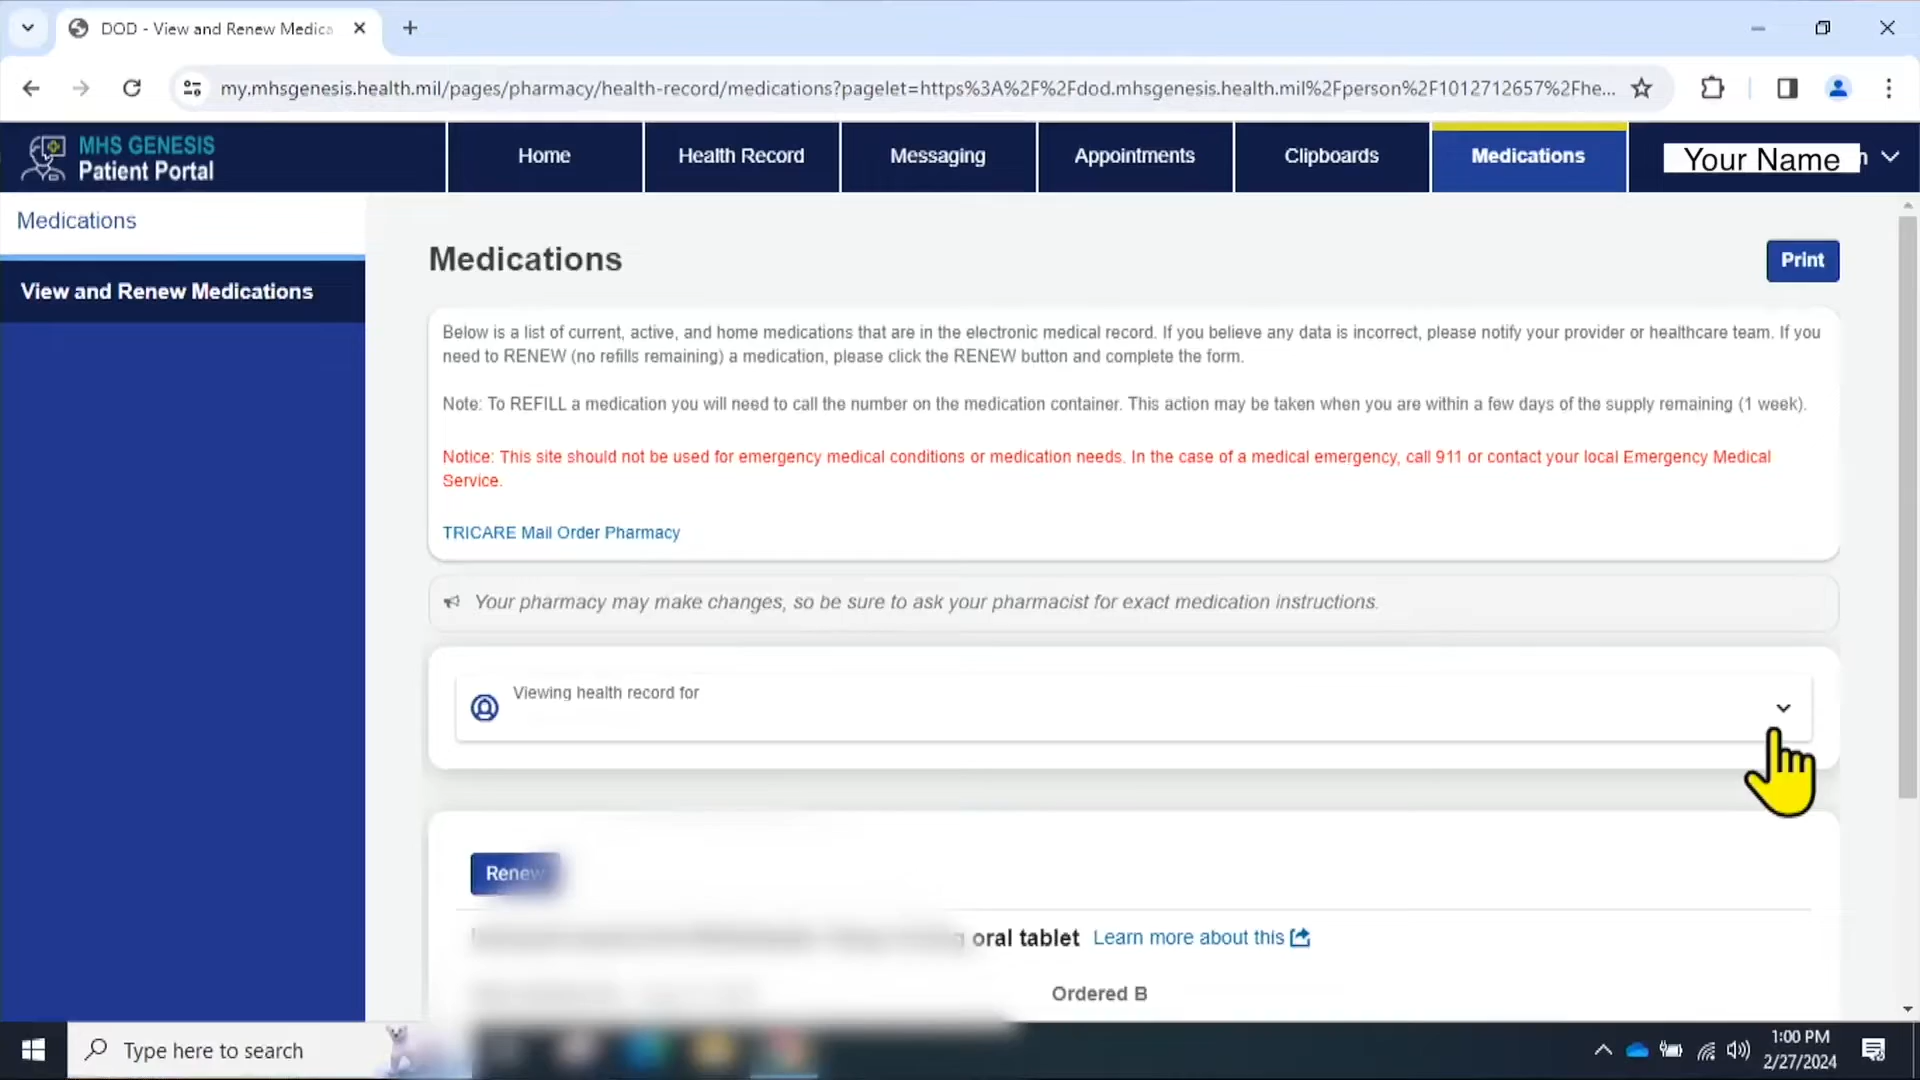 DOD - View and Renew Medica
my.mhsgenesis.health.mil/pages/pharmacy/health-record/medications?pagelet=https%3A%2F%2Fdod.mhsgenesis.health.mil%2Fperson%2F1012712657%2Fhe...
MHS GENESIS
Patient Portal
Home
Health Record
Messaging
Appointments
Clipboards
Medications
Your Name
Medications
View and Renew Medications
Medications
Print
Below is a list of current, active, and home medications that are in the electronic medical record. If you believe any data is incorrect, please notify your provider or healthcare team. If you
need to RENEW (no refills remaining) a medication, please click the RENEW button and complete the form.
Note: To REFILL a medication you will need to call the number on the medication container. This action may be taken when you are within a few days of the supply remaining (1 week).
Notice: This site should not be used for emergency medical conditions or medication needs. In the case of a medical emergency, call 911 or contact your local Emergency Medical
Service.
TRICARE Mail Order Pharmacy
Your pharmacy may make changes, so be sure to ask your pharmacist for exact medication instructions.
Viewing health record for
Renew
oral tablet Learn more about this
Ordered B
Type here to search
1:00 PM
2/27/2024